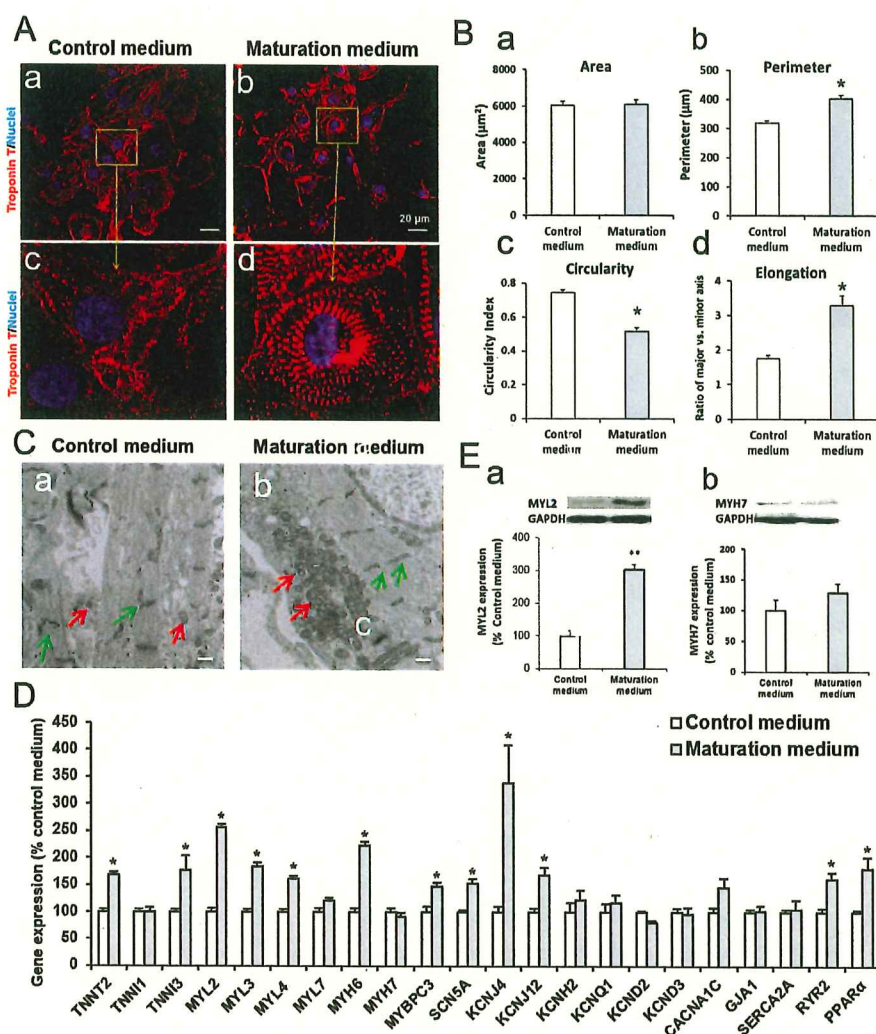 A
Control medium
Maturation medium
a
b
Troponin T/Nuclei
20 µm
c
d
Troponin T/Nuclei
B
a
Area
Area (µm²)
8000
6000
4000
2000
0
Control medium
Maturation medium
b
Perimeter
Perimeter (µm)
500
400
300
200
100
0
*
Control medium
Maturation medium
c
Circularity
Circularity Index
0.8
0.6
0.4
0.2
0
*
Control medium
Maturation medium
d
Elongation
Ratio of major vs. minor axis
4
3
2
1
0
*
Control medium
Maturation medium
C
Control medium
Maturation medium
a
b
c
E
a
MYL2
GAPDH
MYL2 expression
(% Control medium)
400
300
200
100
0
**
Control medium
Maturation medium
b
MYH7
GAPDH
MYH7 expression
(% control medium)
200
150
100
50
0
Control medium
Maturation medium
D
Gene expression (% control medium)
450
400
350
300
250
200
150
100
50
0
Control medium
Maturation medium
* * * * * * * * * * * *
TNNT2
TNNI1
TNNI3
MYL2
MYL3
MYL4
MYL7
MYH6
MYH7
MYBPC3
SCN5A
KCNJ4
KCNJ12
KCNH2
KCNQ1
KCND2
KCND3
CACNA1C
GJA1
SERCA2A
RYR2
PPARα